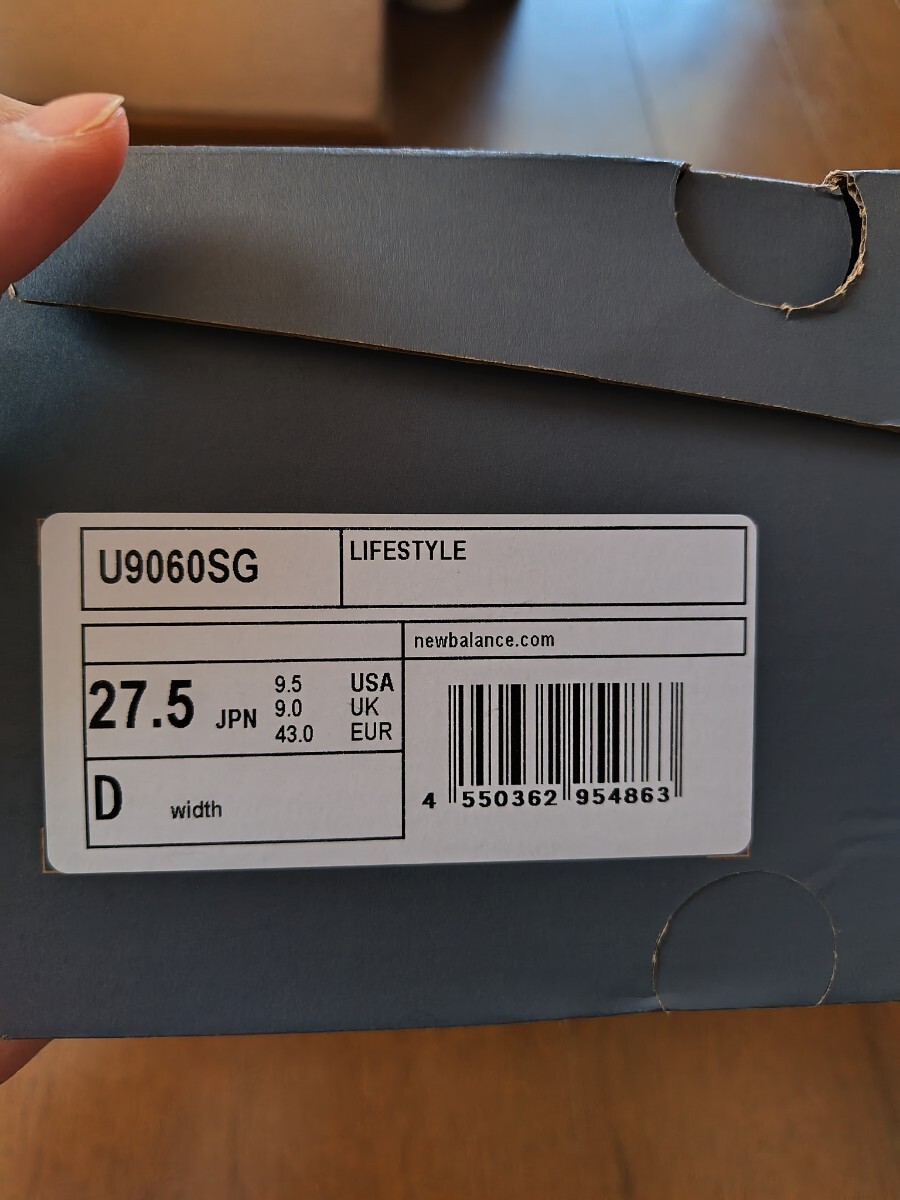 U9060SG
LIFESTYLE
newbalance.com
27.5 JPN
9.5 USA
9.0 UK
43.0 EUR
D width
4 550362 954863